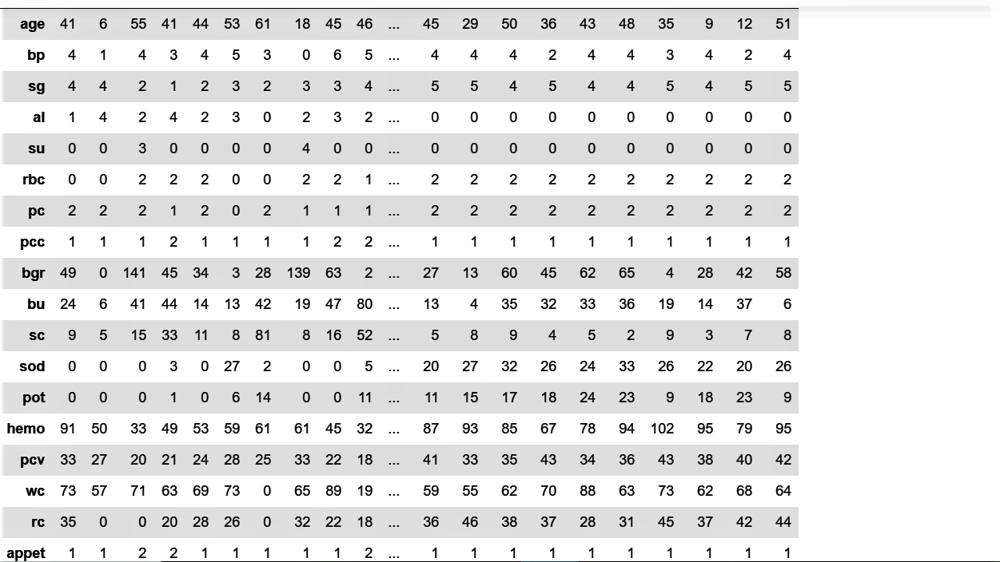 age 41 6 55 41 44 53 61 18 45 46 ... 45 29 50 36 43 48 35 9 12 51
bp 4 1 4 3 4 5 3 0 6 5 ... 4 4 4 2 4 4 3 4 2 4
sg 4 4 2 1 2 3 2 3 3 4 ... 5 5 4 5 4 4 5 4 5 5
al 1 4 2 4 2 3 0 2 3 2 ... 0 0 0 0 0 0 0 0 0 0
su 0 0 3 0 0 0 0 4 0 0 ... 0 0 0 0 0 0 0 0 0 0
rbc 0 0 2 2 2 0 0 2 2 1 ... 2 2 2 2 2 2 2 2 2 2
pc 2 2 2 1 2 0 2 1 1 1 ... 2 2 2 2 2 2 2 2 2 2
pcc 1 1 1 2 1 1 1 1 2 2 ... 1 1 1 1 1 1 1 1 1 1
bgr 49 0 141 45 34 3 28 139 63 2 ... 27 13 60 45 62 65 4 28 42 58
bu 24 6 41 44 14 13 42 19 47 80 ... 13 4 35 32 33 36 19 14 37 6
sc 9 5 15 33 11 8 81 8 16 52 ... 5 8 9 4 5 2 9 3 7 8
sod 0 0 0 3 0 27 2 0 0 5 ... 20 27 32 26 24 33 26 22 20 26
pot 0 0 0 1 0 6 14 0 0 11 ... 11 15 17 18 24 23 9 18 23 9
hemo 91 50 33 49 53 59 61 61 45 32 ... 87 93 85 67 78 94 102 95 79 95
pcv 33 27 20 21 24 28 25 33 22 18 ... 41 33 35 43 34 36 43 38 40 42
wc 73 57 71 63 69 73 0 65 89 19 ... 59 55 62 70 88 63 73 62 68 64
rc 35 0 0 20 28 26 0 32 22 18 ... 36 46 38 37 28 31 45 37 42 44
appet 1 1 2 2 1 1 1 1 1 2 ... 1 1 1 1 1 1 1 1 1 1